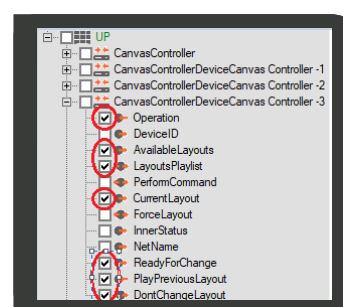 UP
CanvasController
CanvasControllerDeviceCanvas Controller -1
CanvasControllerDeviceCanvas Controller -2
CanvasControllerDeviceCanvas Controller -3
Operation
DeviceID
AvailableLayouts
LayoutsPlaylist
PerformCommand
CurrentLayout
ForceLayout
InnerStatus
NetName
ReadyForChange
PlayPreviousLayout
DontChangeLayout